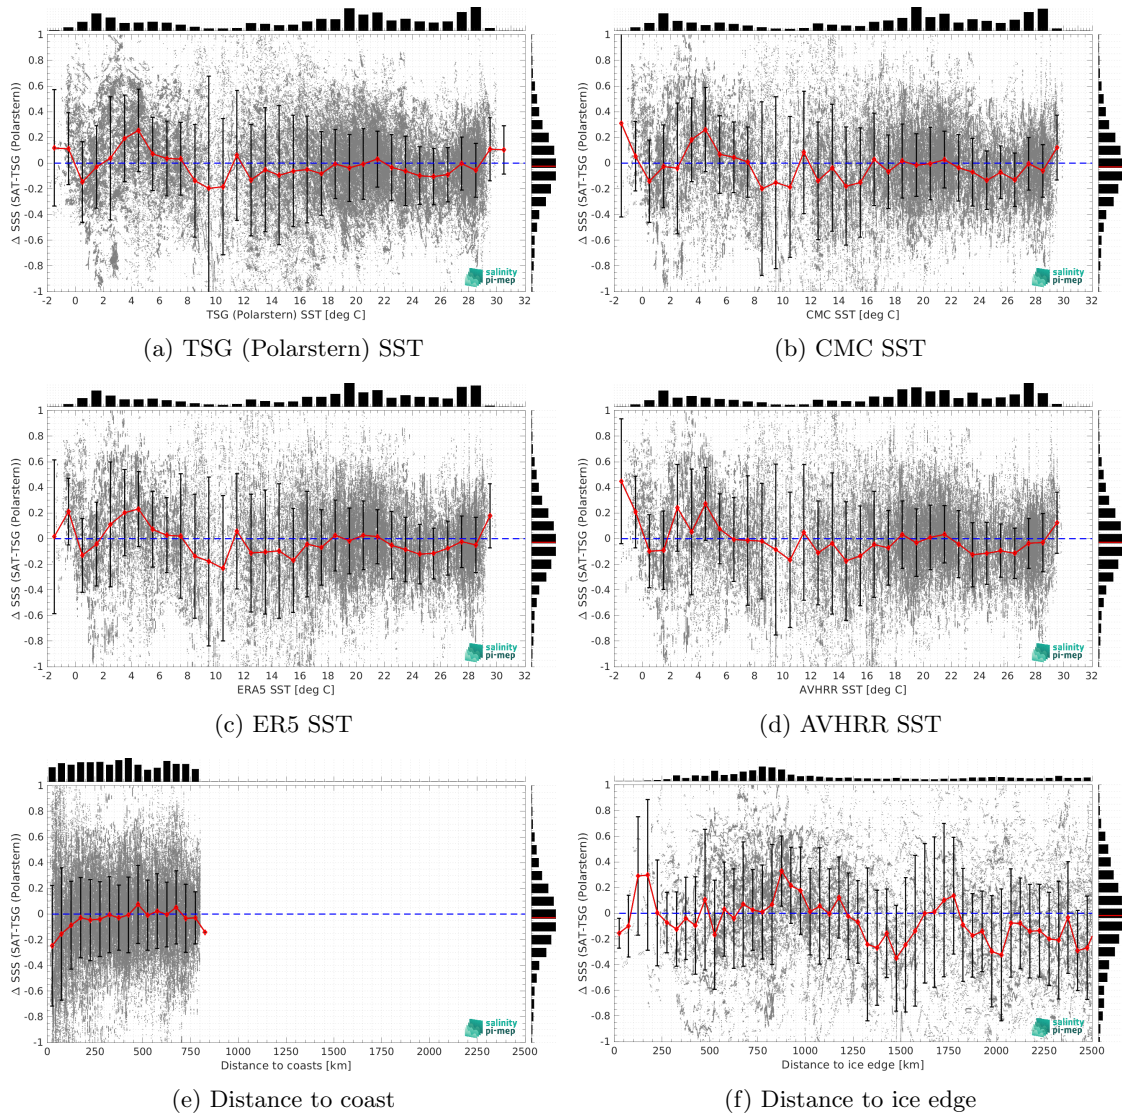 1
0.8
0.6
0.4
0.2
0
-0.2
-0.4
-0.6
-0.8
-1
Δ SSS (SAT-TSG (Polarstern))
-2 0 2 4 6 8 10 12 14 16 18 20 22 24 26 28 30 32
TSG (Polarstern) SST [deg C]
salinity
pi-mep
(a) TSG (Polarstern) SST
1
0.8
0.6
0.4
0.2
0
-0.2
-0.4
-0.6
-0.8
-1
Δ SSS (SAT-TSG (Polarstern))
-2 0 2 4 6 8 10 12 14 16 18 20 22 24 26 28 30 32
CMC SST [deg C]
salinity
pi-mep
(b) CMC SST
1
0.8
0.6
0.4
0.2
0
-0.2
-0.4
-0.6
-0.8
-1
Δ SSS (SAT-TSG (Polarstern))
-2 0 2 4 6 8 10 12 14 16 18 20 22 24 26 28 30 32
ERA5 SST [deg C]
salinity
pi-mep
(c) ER5 SST
1
0.8
0.6
0.4
0.2
0
-0.2
-0.4
-0.6
-0.8
-1
Δ SSS (SAT-TSG (Polarstern))
-2 0 2 4 6 8 10 12 14 16 18 20 22 24 26 28 30 32
AVHRR SST [deg C]
salinity
pi-mep
(d) AVHRR SST
1
0.8
0.6
0.4
0.2
0
-0.2
-0.4
-0.6
-0.8
-1
Δ SSS (SAT-TSG (Polarstern))
0 250 500 750 1000 1250 1500 1750 2000 2250 2500
Distance to coasts [km]
salinity
pi-mep
(e) Distance to coast
1
0.8
0.6
0.4
0.2
0
-0.2
-0.4
-0.6
-0.8
-1
Δ SSS (SAT-TSG (Polarstern))
0 250 500 750 1000 1250 1500 1750 2000 2250 2500
Distance to ice edge [km]
salinity
pi-mep
(f) Distance to ice edge